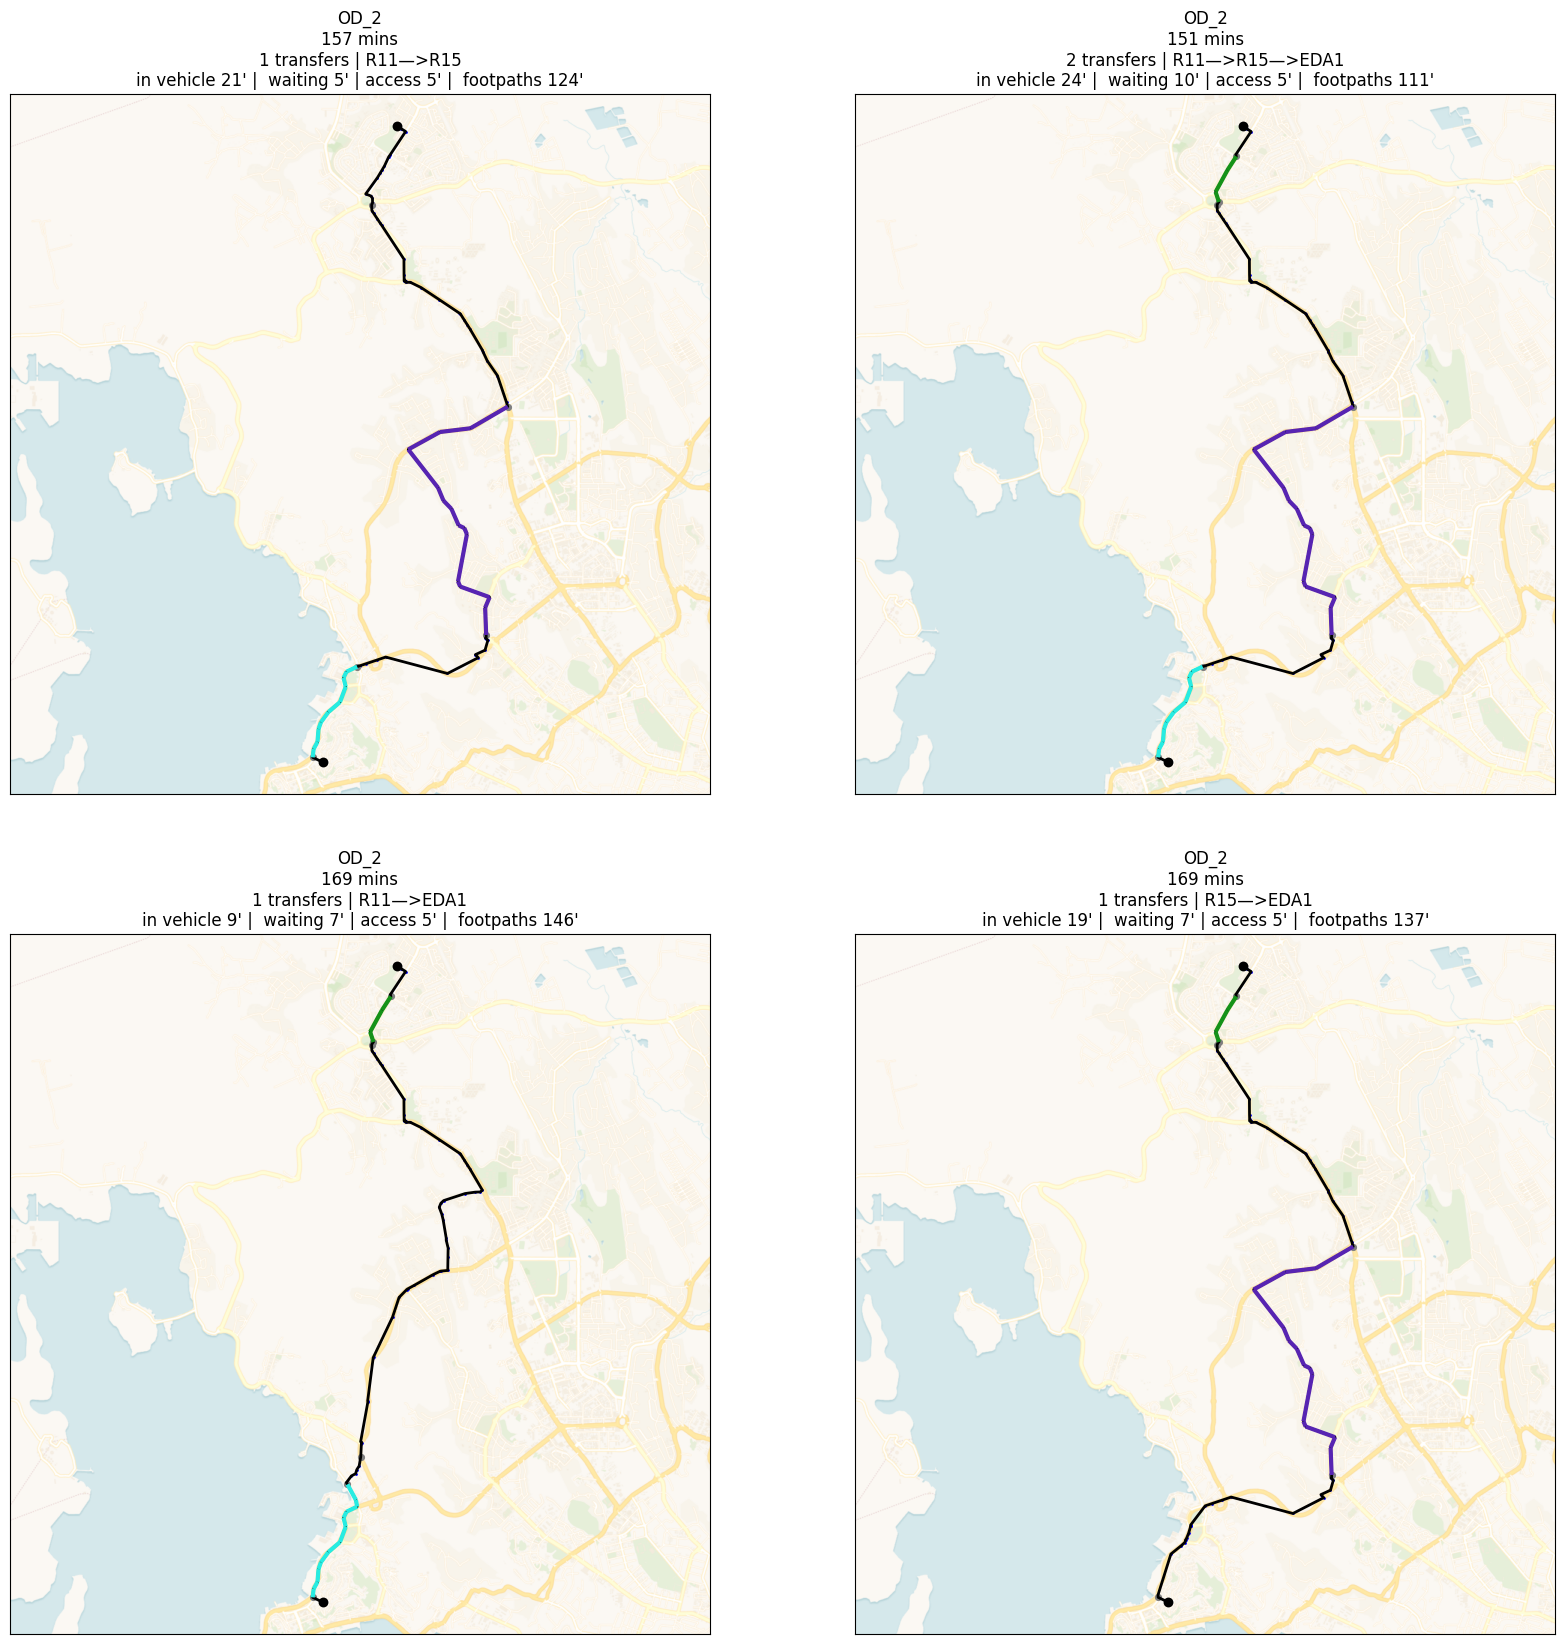 OD_2
157 mins
1 transfers | R11—>R15
in vehicle 21' |  waiting 5' | access 5' |  footpaths 124'
OD_2
151 mins
2 transfers | R11—>R15—>EDA1
in vehicle 24' |  waiting 10' | access 5' |  footpaths 111'
OD_2
169 mins
1 transfers | R11—>EDA1
in vehicle 9' |  waiting 7' | access 5' |  footpaths 146'
OD_2
169 mins
1 transfers | R15—>EDA1
in vehicle 19' |  waiting 7' | access 5' |  footpaths 137'